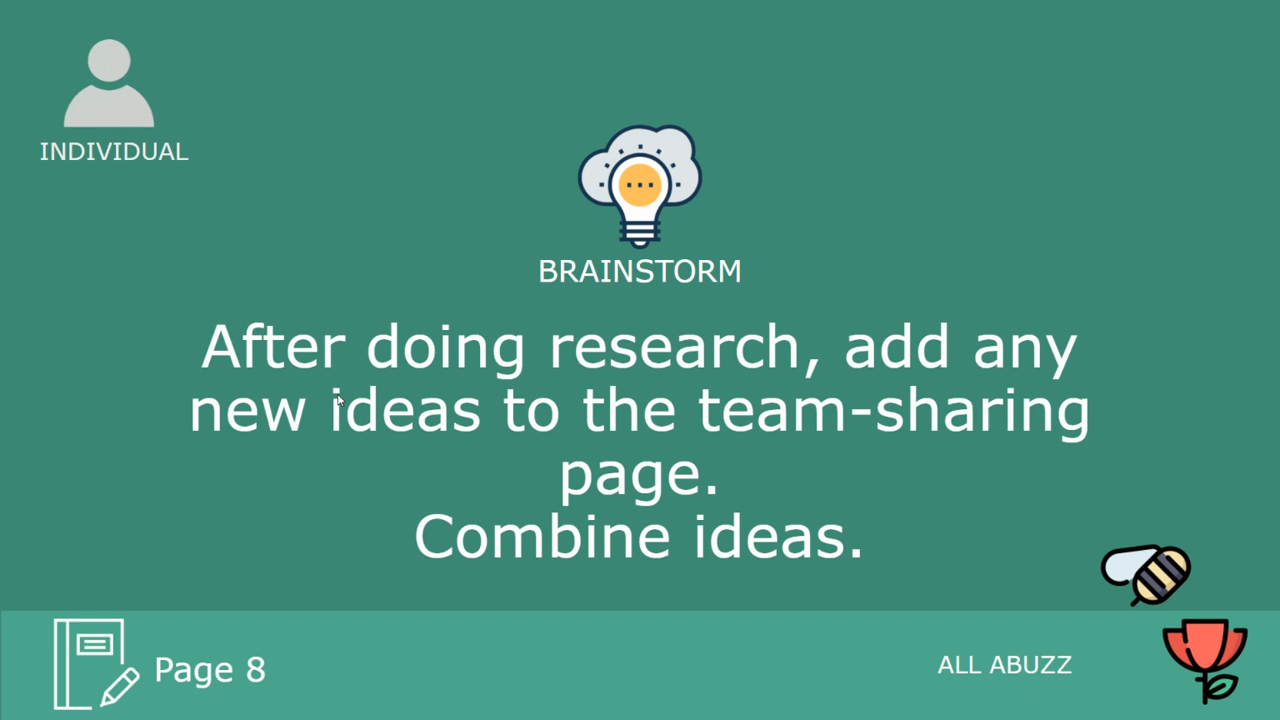 INDIVIDUAL
BRAINSTORM
After doing research, add any
new ideas to the team-sharing
page.
Combine ideas.
Page 8
ALL ABUZZ